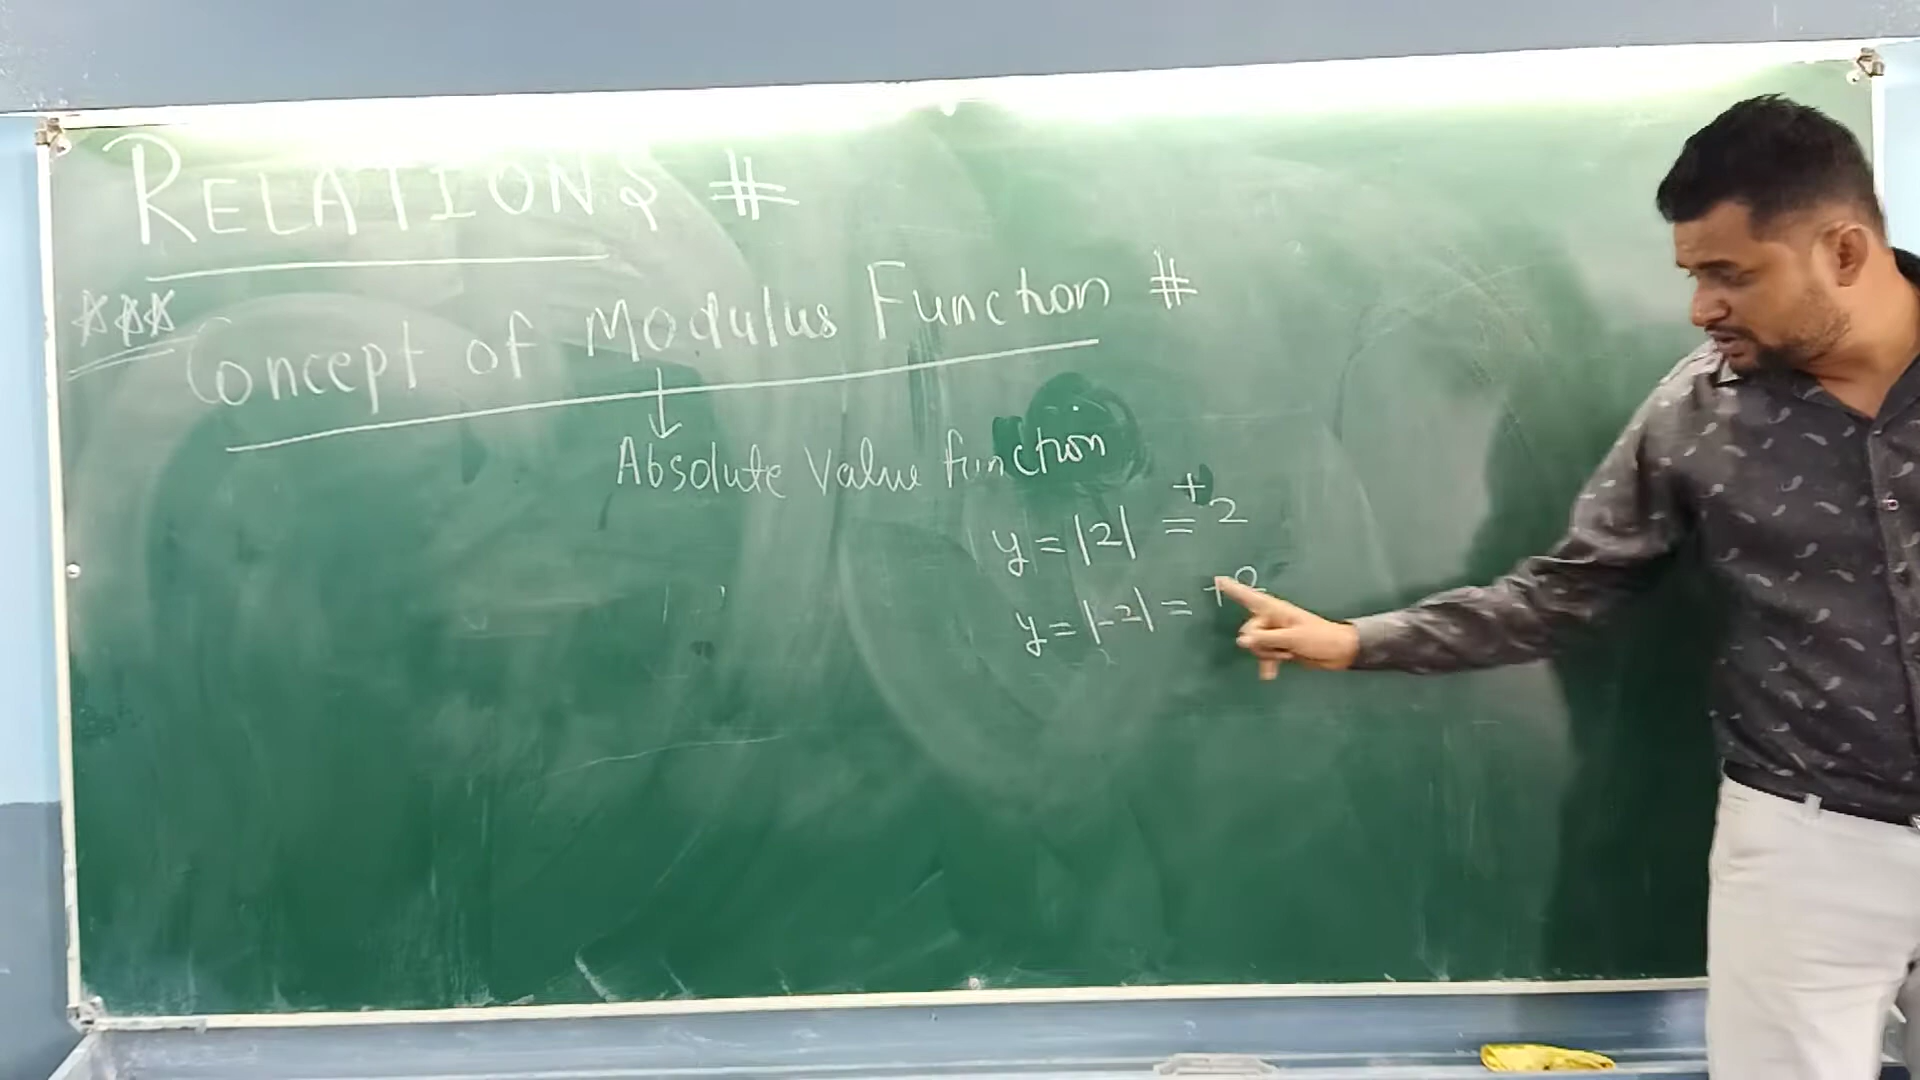 RELATIONS #
*** Concept of Modulus Function #
↓
Absolute Value function
y = |2| = +2
y = |-2| = +2